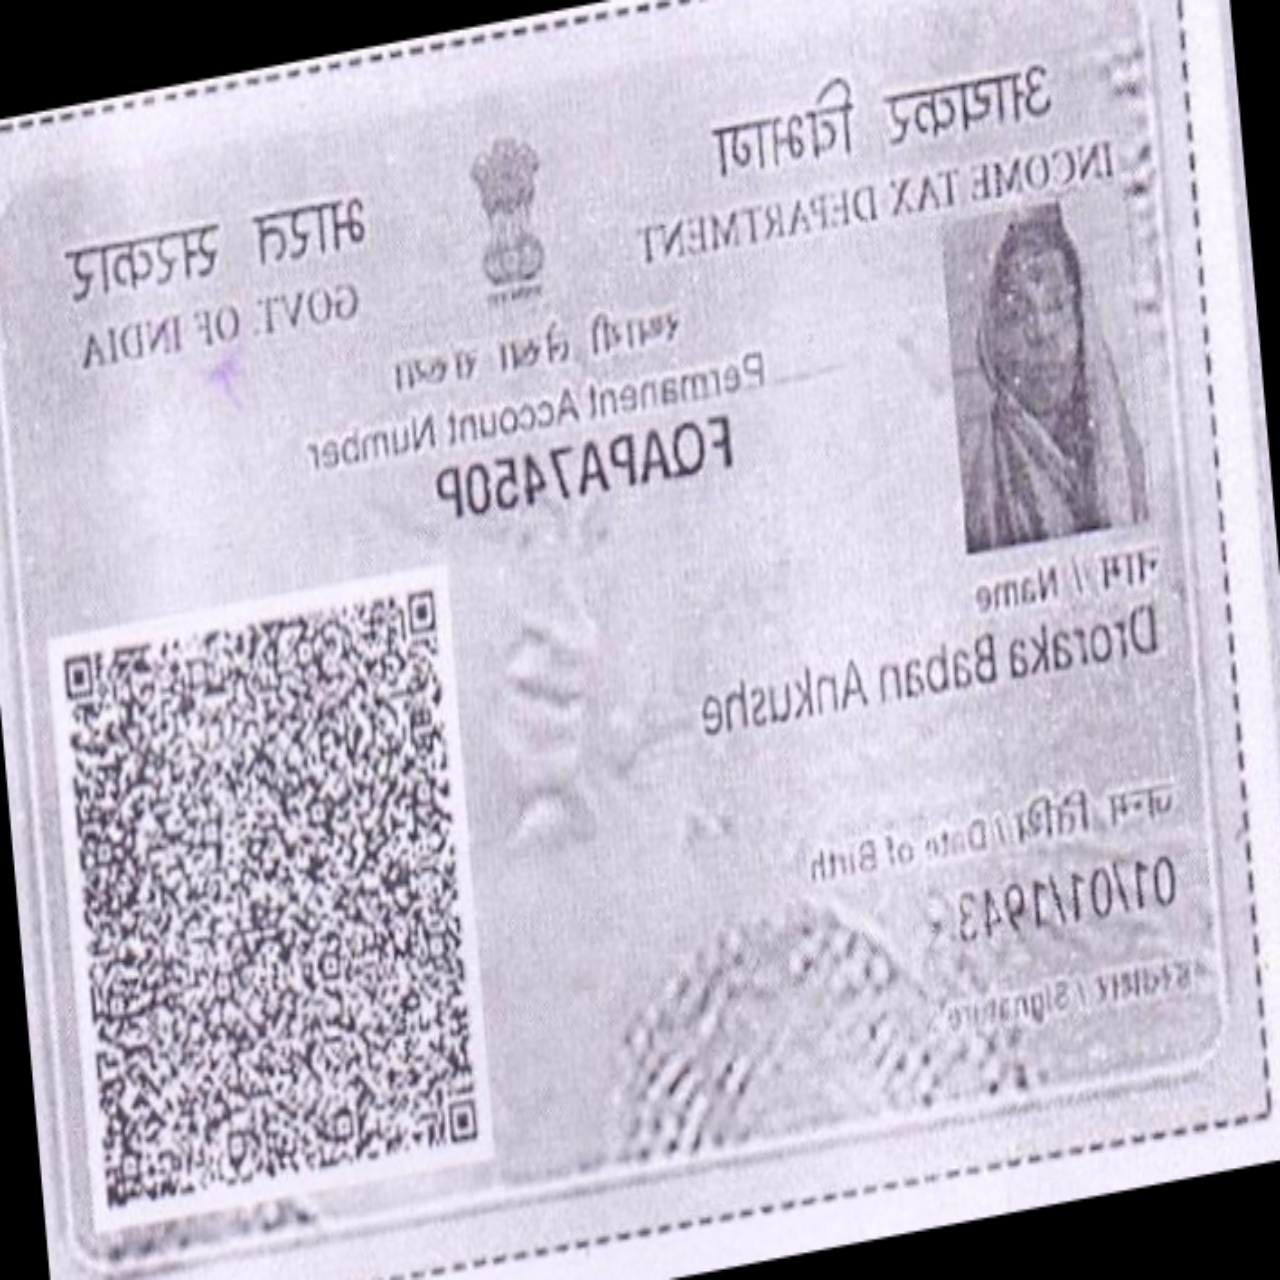 आयकर विभाग
INCOME TAX DEPARTMENT
भारत सरकार
GOVT. OF INDIA
स्थायी लेखा संख्या
Permanent Account Number
FQAPA7450P
नाम / Name
Droraka Baban Ankushe
जन्म तिथि / Date of Birth
01/01/1943
हस्ताक्षर / Signature